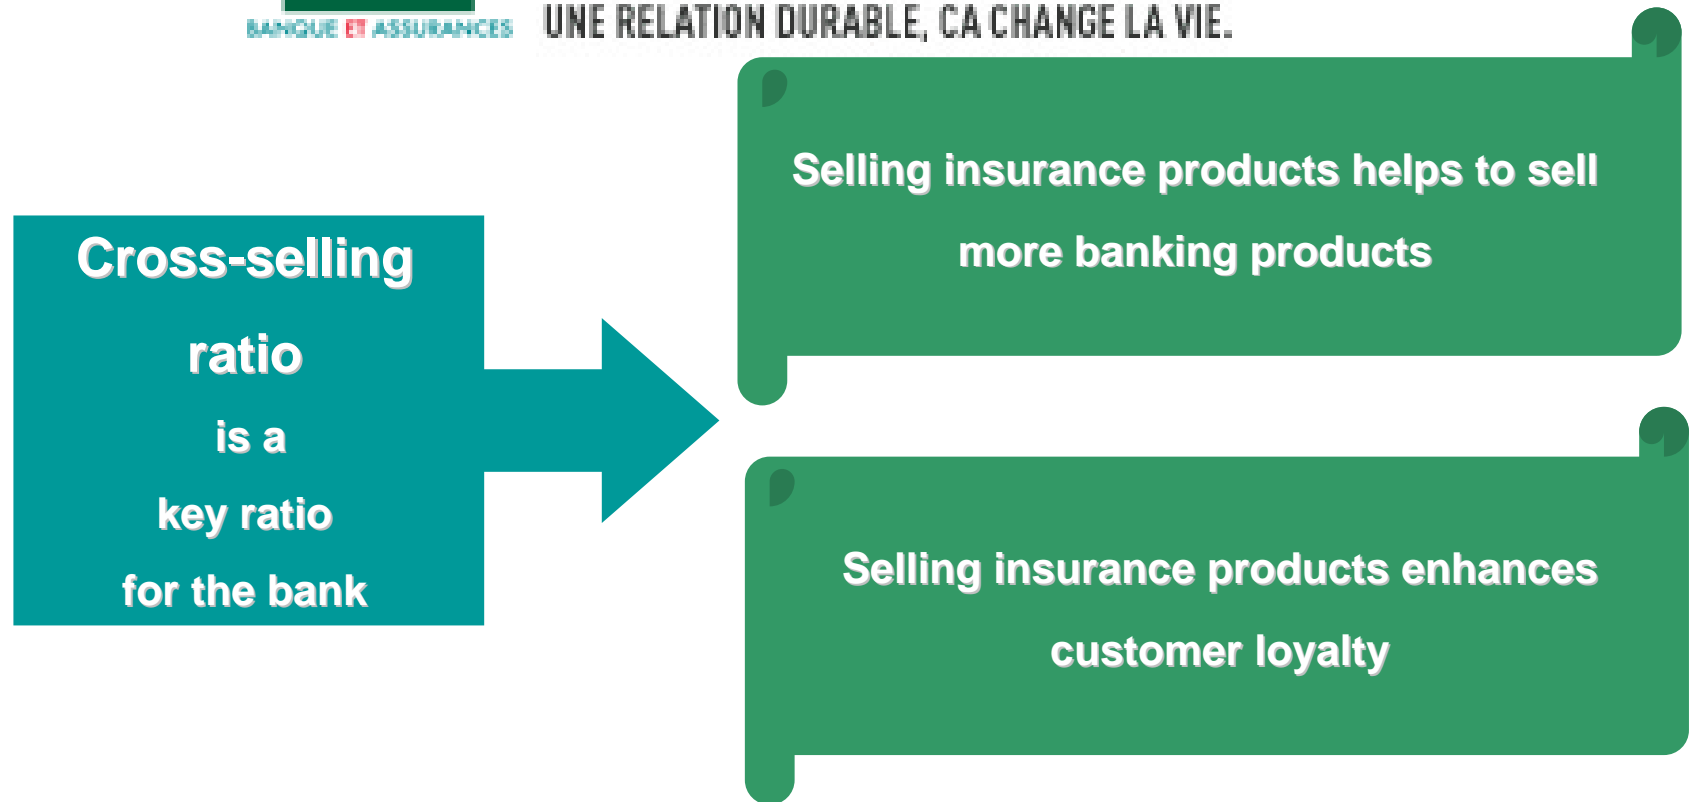 BANQUE ET ASSURANCES UNE RELATION DURABLE, CA CHANGE LA VIE.
Cross-selling
ratio
is a
key ratio
for the bank
Selling insurance products helps to sell
more banking products
Selling insurance products enhances
customer loyalty